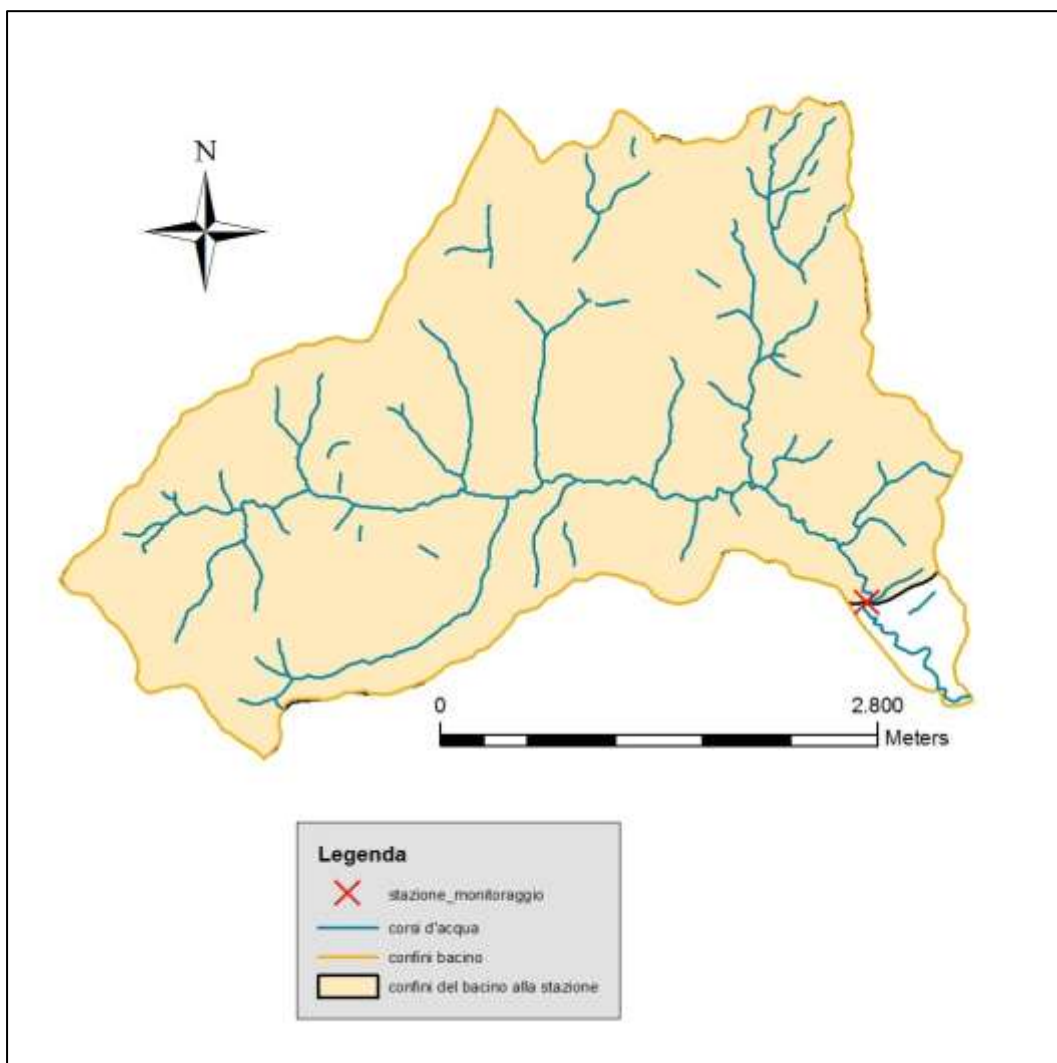 N
0 2.800
Meters
Legenda
stazione_monitoraggio
corsi d'acqua
confini bacino
confini del bacino alla stazione